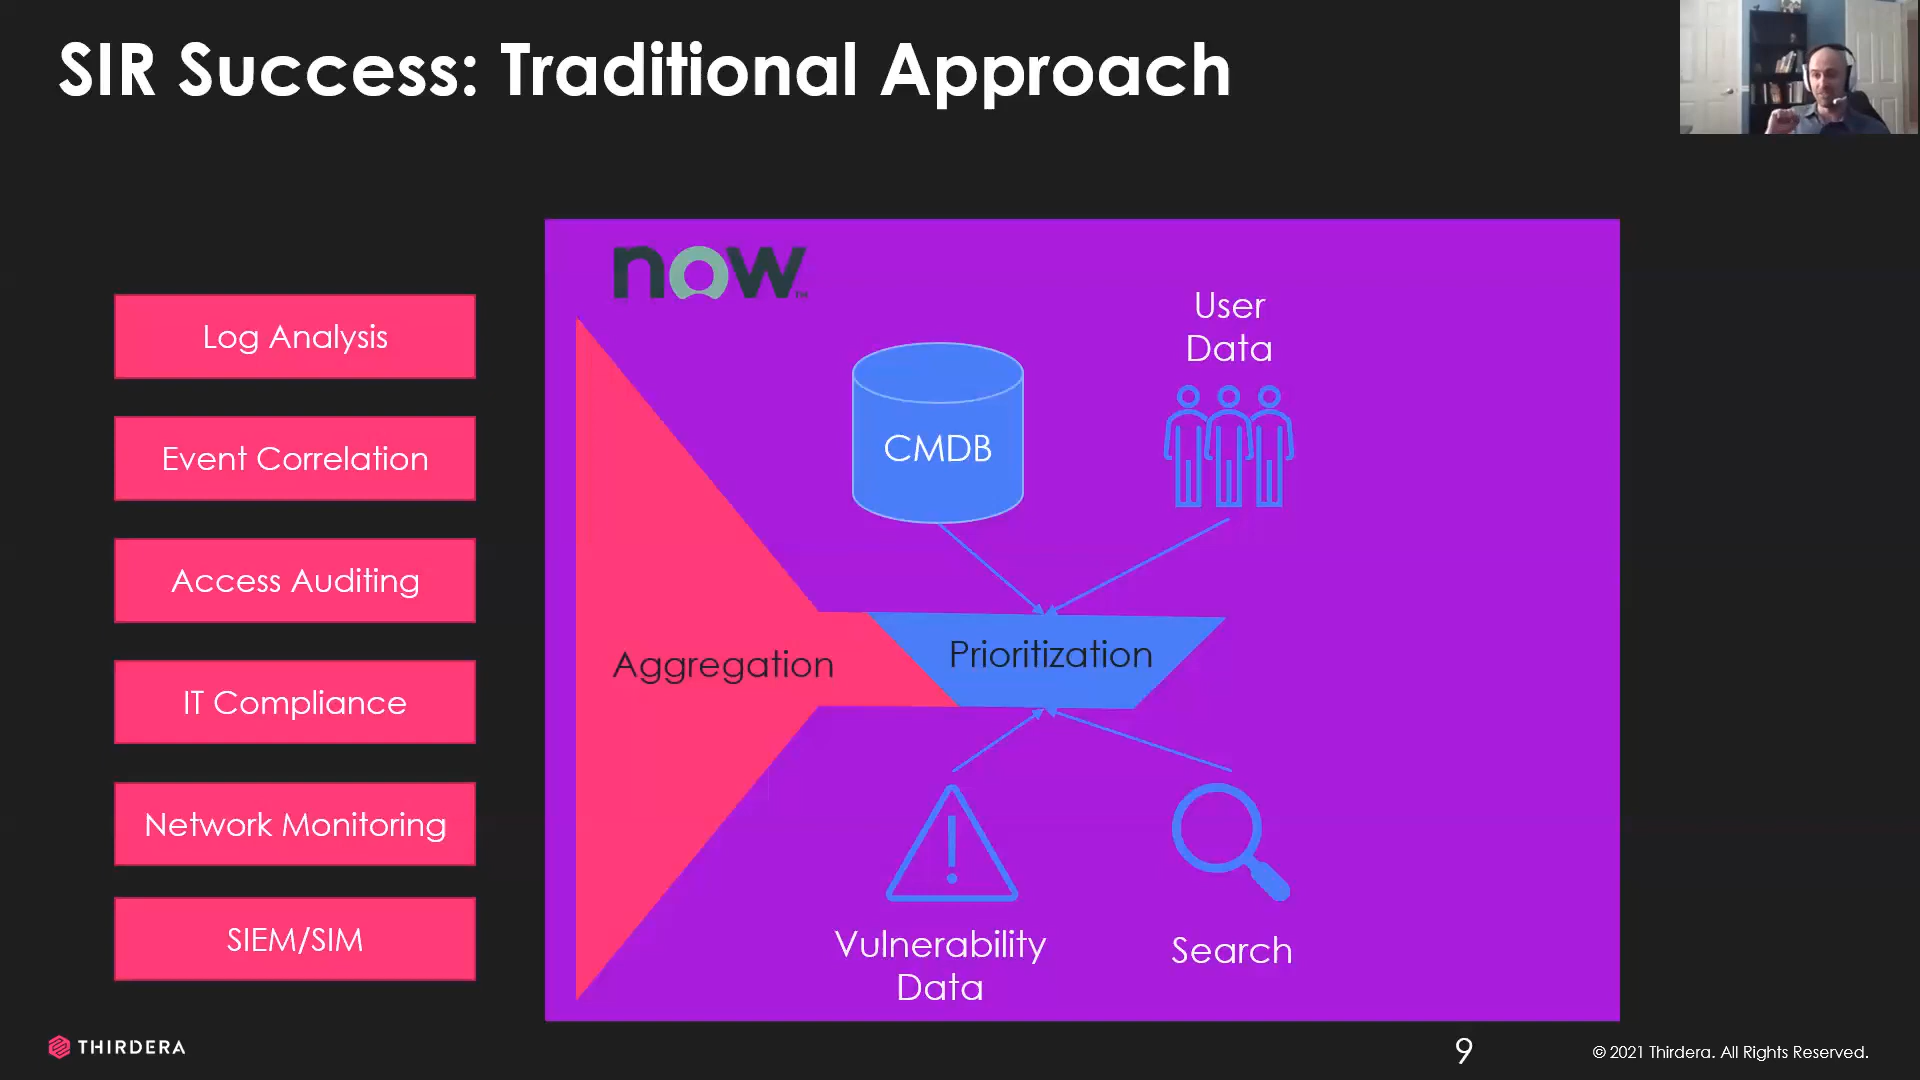 SIR Success: Traditional Approach
Log Analysis
Event Correlation
Access Auditing
IT Compliance
Network Monitoring
SIEM/SIM
now
TM
CMDB
User
Data
Aggregation
Prioritization
Vulnerability
Data
Search
THIRDERA
9
© 2021 Thirdera. All Rights Reserved.